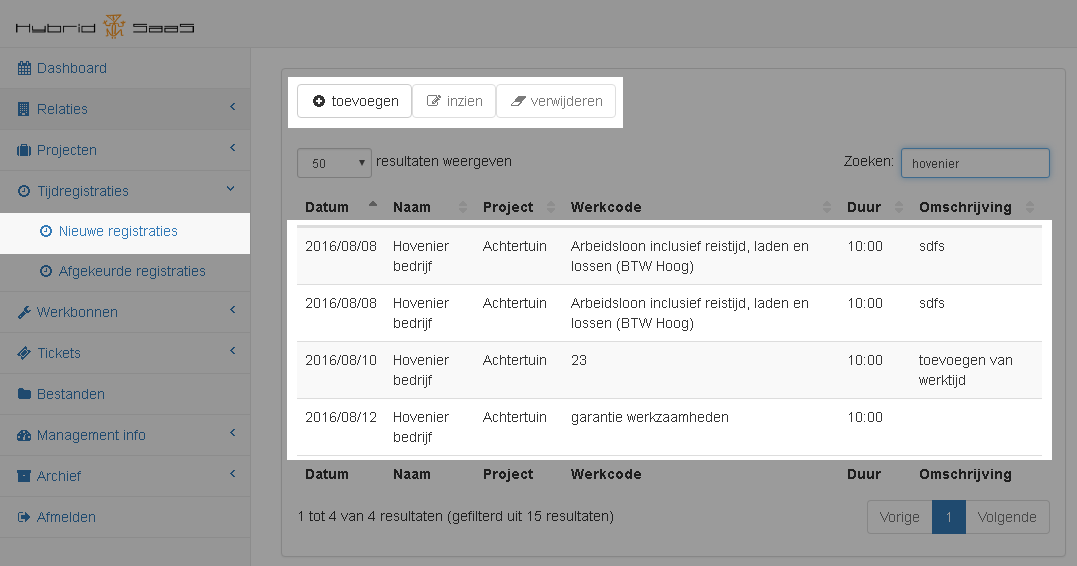 Hybrid SaaS
Dashboard
Relaties
Projecten
Tijdregistraties
Nieuwe registraties
Afgekeurde registraties
Werkbonnen
Tickets
Bestanden
Management info
Archief
Afmelden
toevoegen inzien verwijderen
50 resultaten weergeven Zoeken: hovenier
Datum Naam Project Werkcode Duur Omschrijving
2016/08/08 Hovenier Achtertuin Arbeidsloon inclusief reistijd, laden en 10:00 sdfs
bedrijf lossen (BTW Hoog)
2016/08/08 Hovenier Achtertuin Arbeidsloon inclusief reistijd, laden en 10:00 sdfs
bedrijf lossen (BTW Hoog)
2016/08/10 Hovenier Achtertuin 23 10:00 toevoegen van
bedrijf werktijd
2016/08/12 Hovenier Achtertuin garantie werkzaamheden 10:00
bedrijf
Datum Naam Project Werkcode Duur Omschrijving
1 tot 4 van 4 resultaten (gefilterd uit 15 resultaten) Vorige 1 Volgende